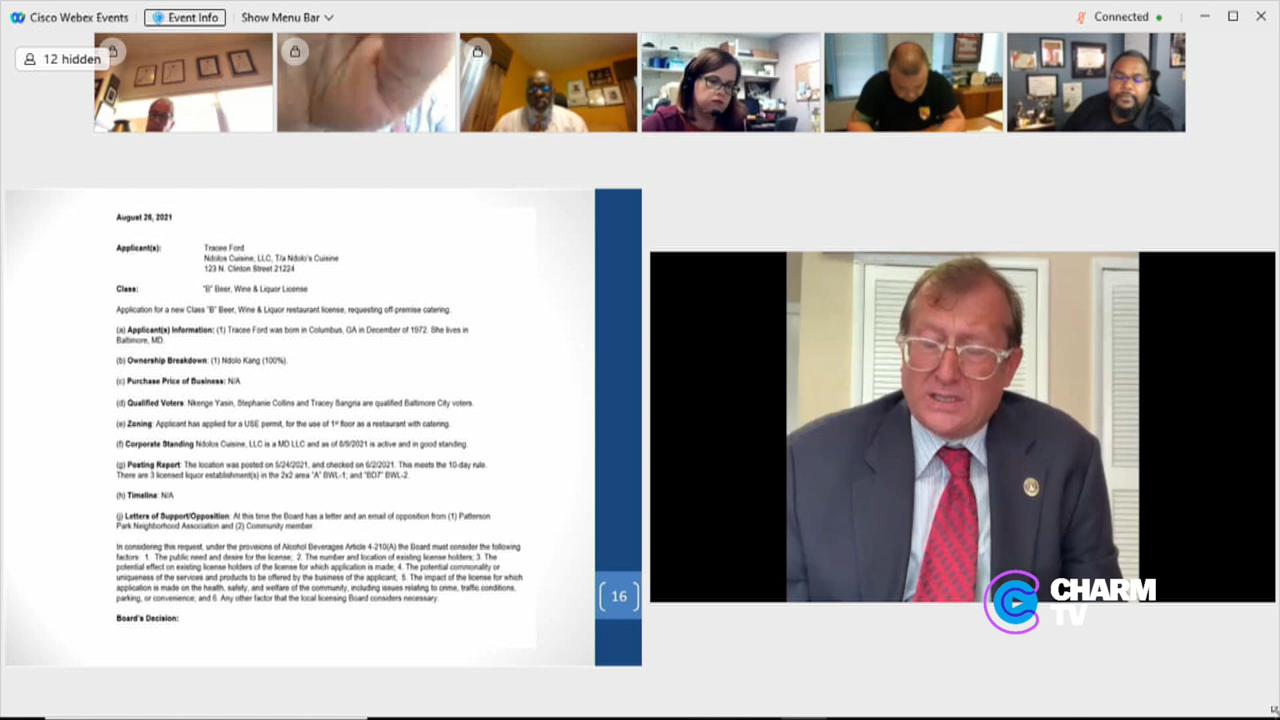 Cisco Webex Events
Event Info
Show Menu Bar
Connected
12 hidden
August 26, 2021
Applicant(s): Tracee Ford
Ndolos Cuisine, LLC, T/a Ndolo's Cuisine
123 N. Clinton Street 21224
Class: "B" Beer, Wine & Liquor License
Application for a new Class "B" Beer, Wine & Liquor restaurant license, requesting off-premise catering.
(a) Applicant(s) Information: (1) Tracee Ford was born in Columbus, GA in December of 1972. She lives in
Baltimore, MD.
(b) Ownership Breakdown: (1) Ndolo Kang (100%).
(c) Purchase Price of Business: N/A
(d) Qualified Voters: Nkenge Yasin, Stephanie Collins and Tracey Sangria are qualified Baltimore City voters.
(e) Zoning: Applicant has applied for a USE permit, for the use of 1st floor as a restaurant with catering.
(f) Corporate Standing Ndolos Cuisine, LLC is a MD LLC and as of 8/9/2021 is active and in good standing.
(g) Posting Report: The location was posted on 5/24/2021, and checked on 6/2/2021. This meets the 10-day rule.
There are 3 licensed liquor establishment(s) in the 2x2 area "A" BWL-1; and "BD7" BWL-2.
(h) Timeline: N/A
(j) Letters of Support/Opposition: At this time the Board has a letter and an email of opposition from (1) Patterson
Park Neighborhood Association and (2) Community member.
In considering this request, under the provisions of Alcohol Beverages Article 4-210(A) the Board must consider the following
factors: 1. The public need and desire for the license; 2. The number and location of existing license holders; 3. The
potential effect on existing license holders of the license for which application is made; 4. The potential commonality or
uniqueness of the services and products to be offered by the business of the applicant; 5. The impact of the license for which
application is made on the health, safety, and welfare of the community, including issues relating to crime, traffic conditions,
parking, or convenience; and 6. Any other factor that the local licensing Board considers necessary.
Board's Decision:
16
CHARM
TV